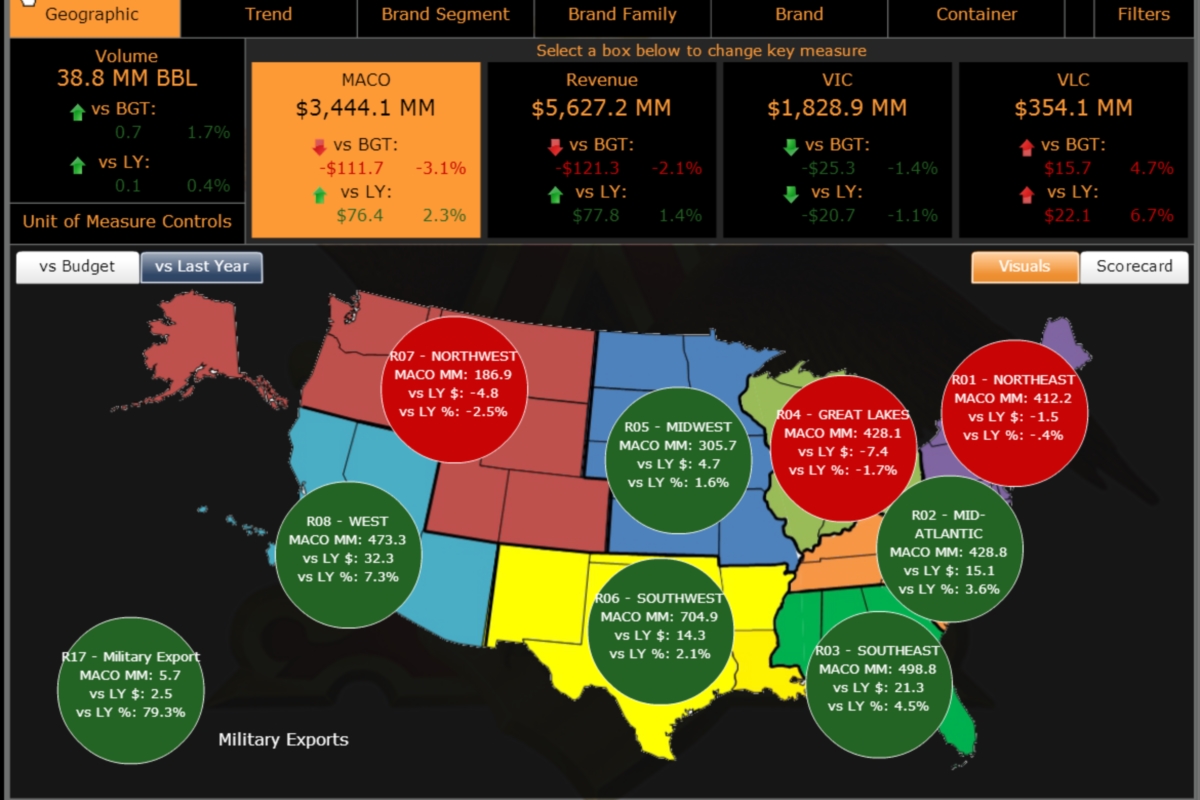 Geographic
Trend
Brand Segment
Brand Family
Brand
Container
Filters
Volume
38.8 MM BBL
vs BGT:
0.7 1.7%
vs LY:
0.1 0.4%
Unit of Measure Controls
Select a box below to change key measure
MACO
$3,444.1 MM
vs BGT:
-$111.7 -3.1%
vs LY:
$76.4 2.3%
Revenue
$5,627.2 MM
vs BGT:
-$121.3 -2.1%
vs LY:
$77.8 1.4%
VIC
$1,828.9 MM
vs BGT:
-$25.3 -1.4%
vs LY:
-$20.7 -1.1%
VLC
$354.1 MM
vs BGT:
$15.7 4.7%
vs LY:
$22.1 6.7%
vs Budget
vs Last Year
Visuals
Scorecard
R07 - NORTHWEST
MACO MM: 186.9
vs LY $: -4.8
vs LY %: -2.5%
R05 - MIDWEST
MACO MM: 305.7
vs LY $: 4.7
vs LY %: 1.6%
R04 - GREAT LAKES
MACO MM: 428.1
vs LY $: -7.4
vs LY %: -1.7%
R01 - NORTHEAST
MACO MM: 412.2
vs LY $: -1.5
vs LY %: -.4%
R08 - WEST
MACO MM: 473.3
vs LY $: 32.3
vs LY %: 7.3%
R02 - MID-
ATLANTIC
MACO MM: 428.8
vs LY $: 15.1
vs LY %: 3.6%
R06 - SOUTHWEST
MACO MM: 704.9
vs LY $: 14.3
vs LY %: 2.1%
R03 - SOUTHEAST
MACO MM: 498.8
vs LY $: 21.3
vs LY %: 4.5%
R17 - Military Export
MACO MM: 5.7
vs LY $: 2.5
vs LY %: 79.3%
Military Exports